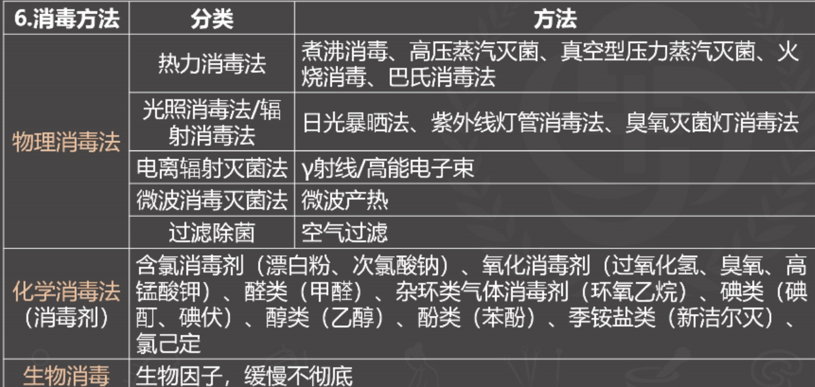 6.消毒方法 分类 方法
物理消毒法
热力消毒法
煮沸消毒、高压蒸汽灭菌、真空型压力蒸汽灭菌、火
烧消毒、巴氏消毒法
光照消毒法/辐
射消毒法
日光暴晒法、紫外线灯管消毒法、臭氧灭菌灯消毒法
电离辐射灭菌法 γ射线/高能电子束
微波消毒灭菌法 微波产热
过滤除菌 空气过滤
化学消毒法
（消毒剂）
含氯消毒剂（漂白粉、次氯酸钠）、氧化消毒剂（过氧化氢、臭氧、高
锰酸钾）、醛类（甲醛）、杂环类气体消毒剂（环氧乙烷）、碘类（碘
酊、碘伏）、醇类（乙醇）、酚类（苯酚）、季铵盐类（新洁尔灭）、
氯己定
生物消毒 生物因子，缓慢不彻底